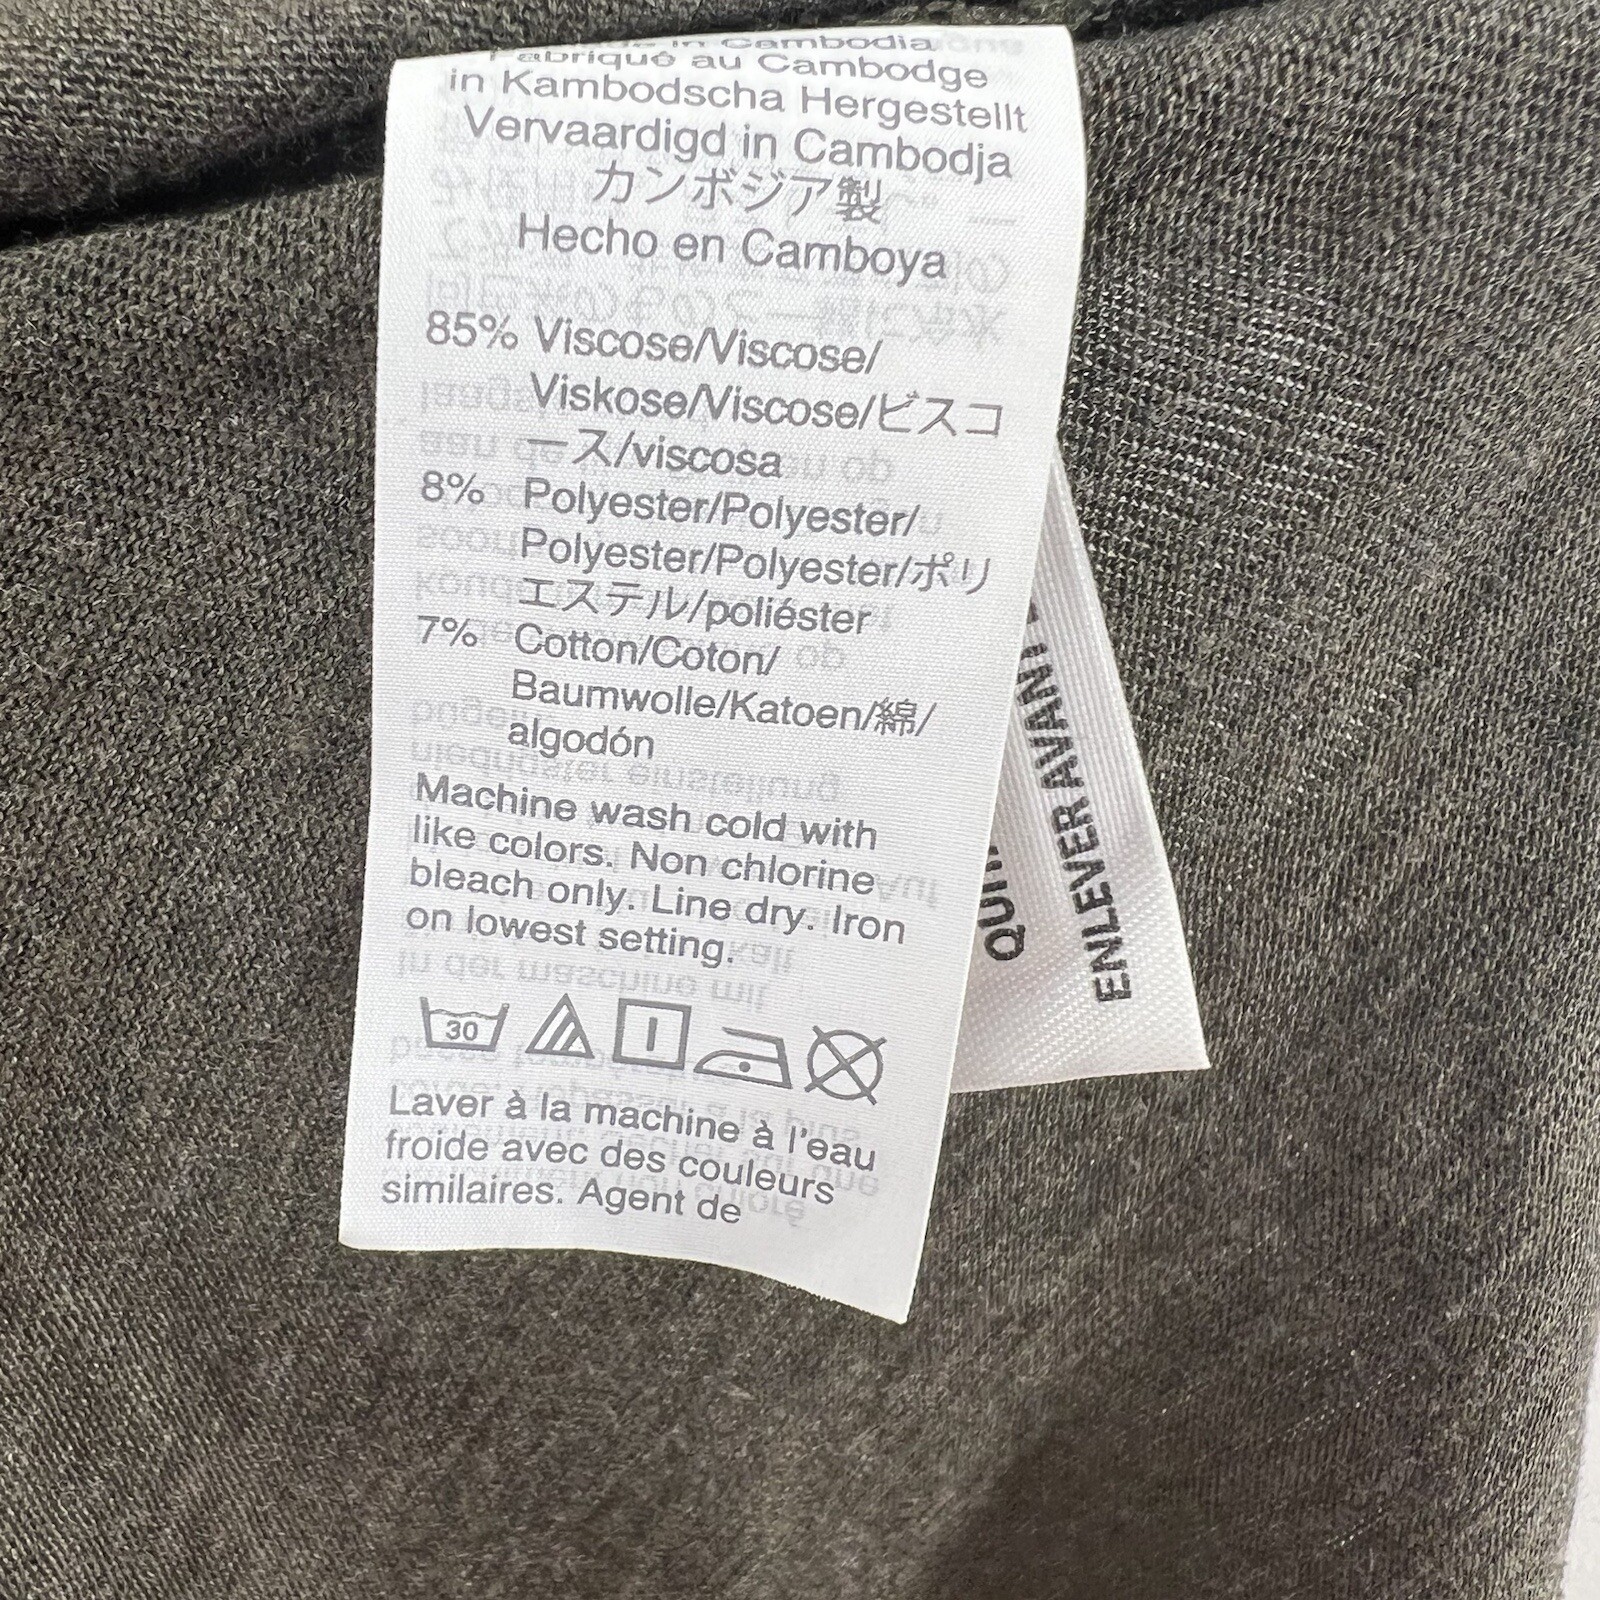 in Cambodia
Fabriqué au Cambodge
in Kambodscha Hergestellt
Vervaardigd in Cambodja
カンボジア製
Hecho en Camboya
85% Viscose/Viscose/
Viskose/Viscose/ビスコ
ース/viscosa
8% Polyester/Polyester/
Polyester/Polyester/ポリ
エステル/poliéster
7% Cotton/Coton/
Baumwolle/Katoen/綿/
algodón
Machine wash cold with
like colors. Non chlorine
bleach only. Line dry. Iron
on lowest setting.
30
Laver à la machine à l'eau
froide avec des couleurs
similaires. Agent de
ENLEVER AVANT